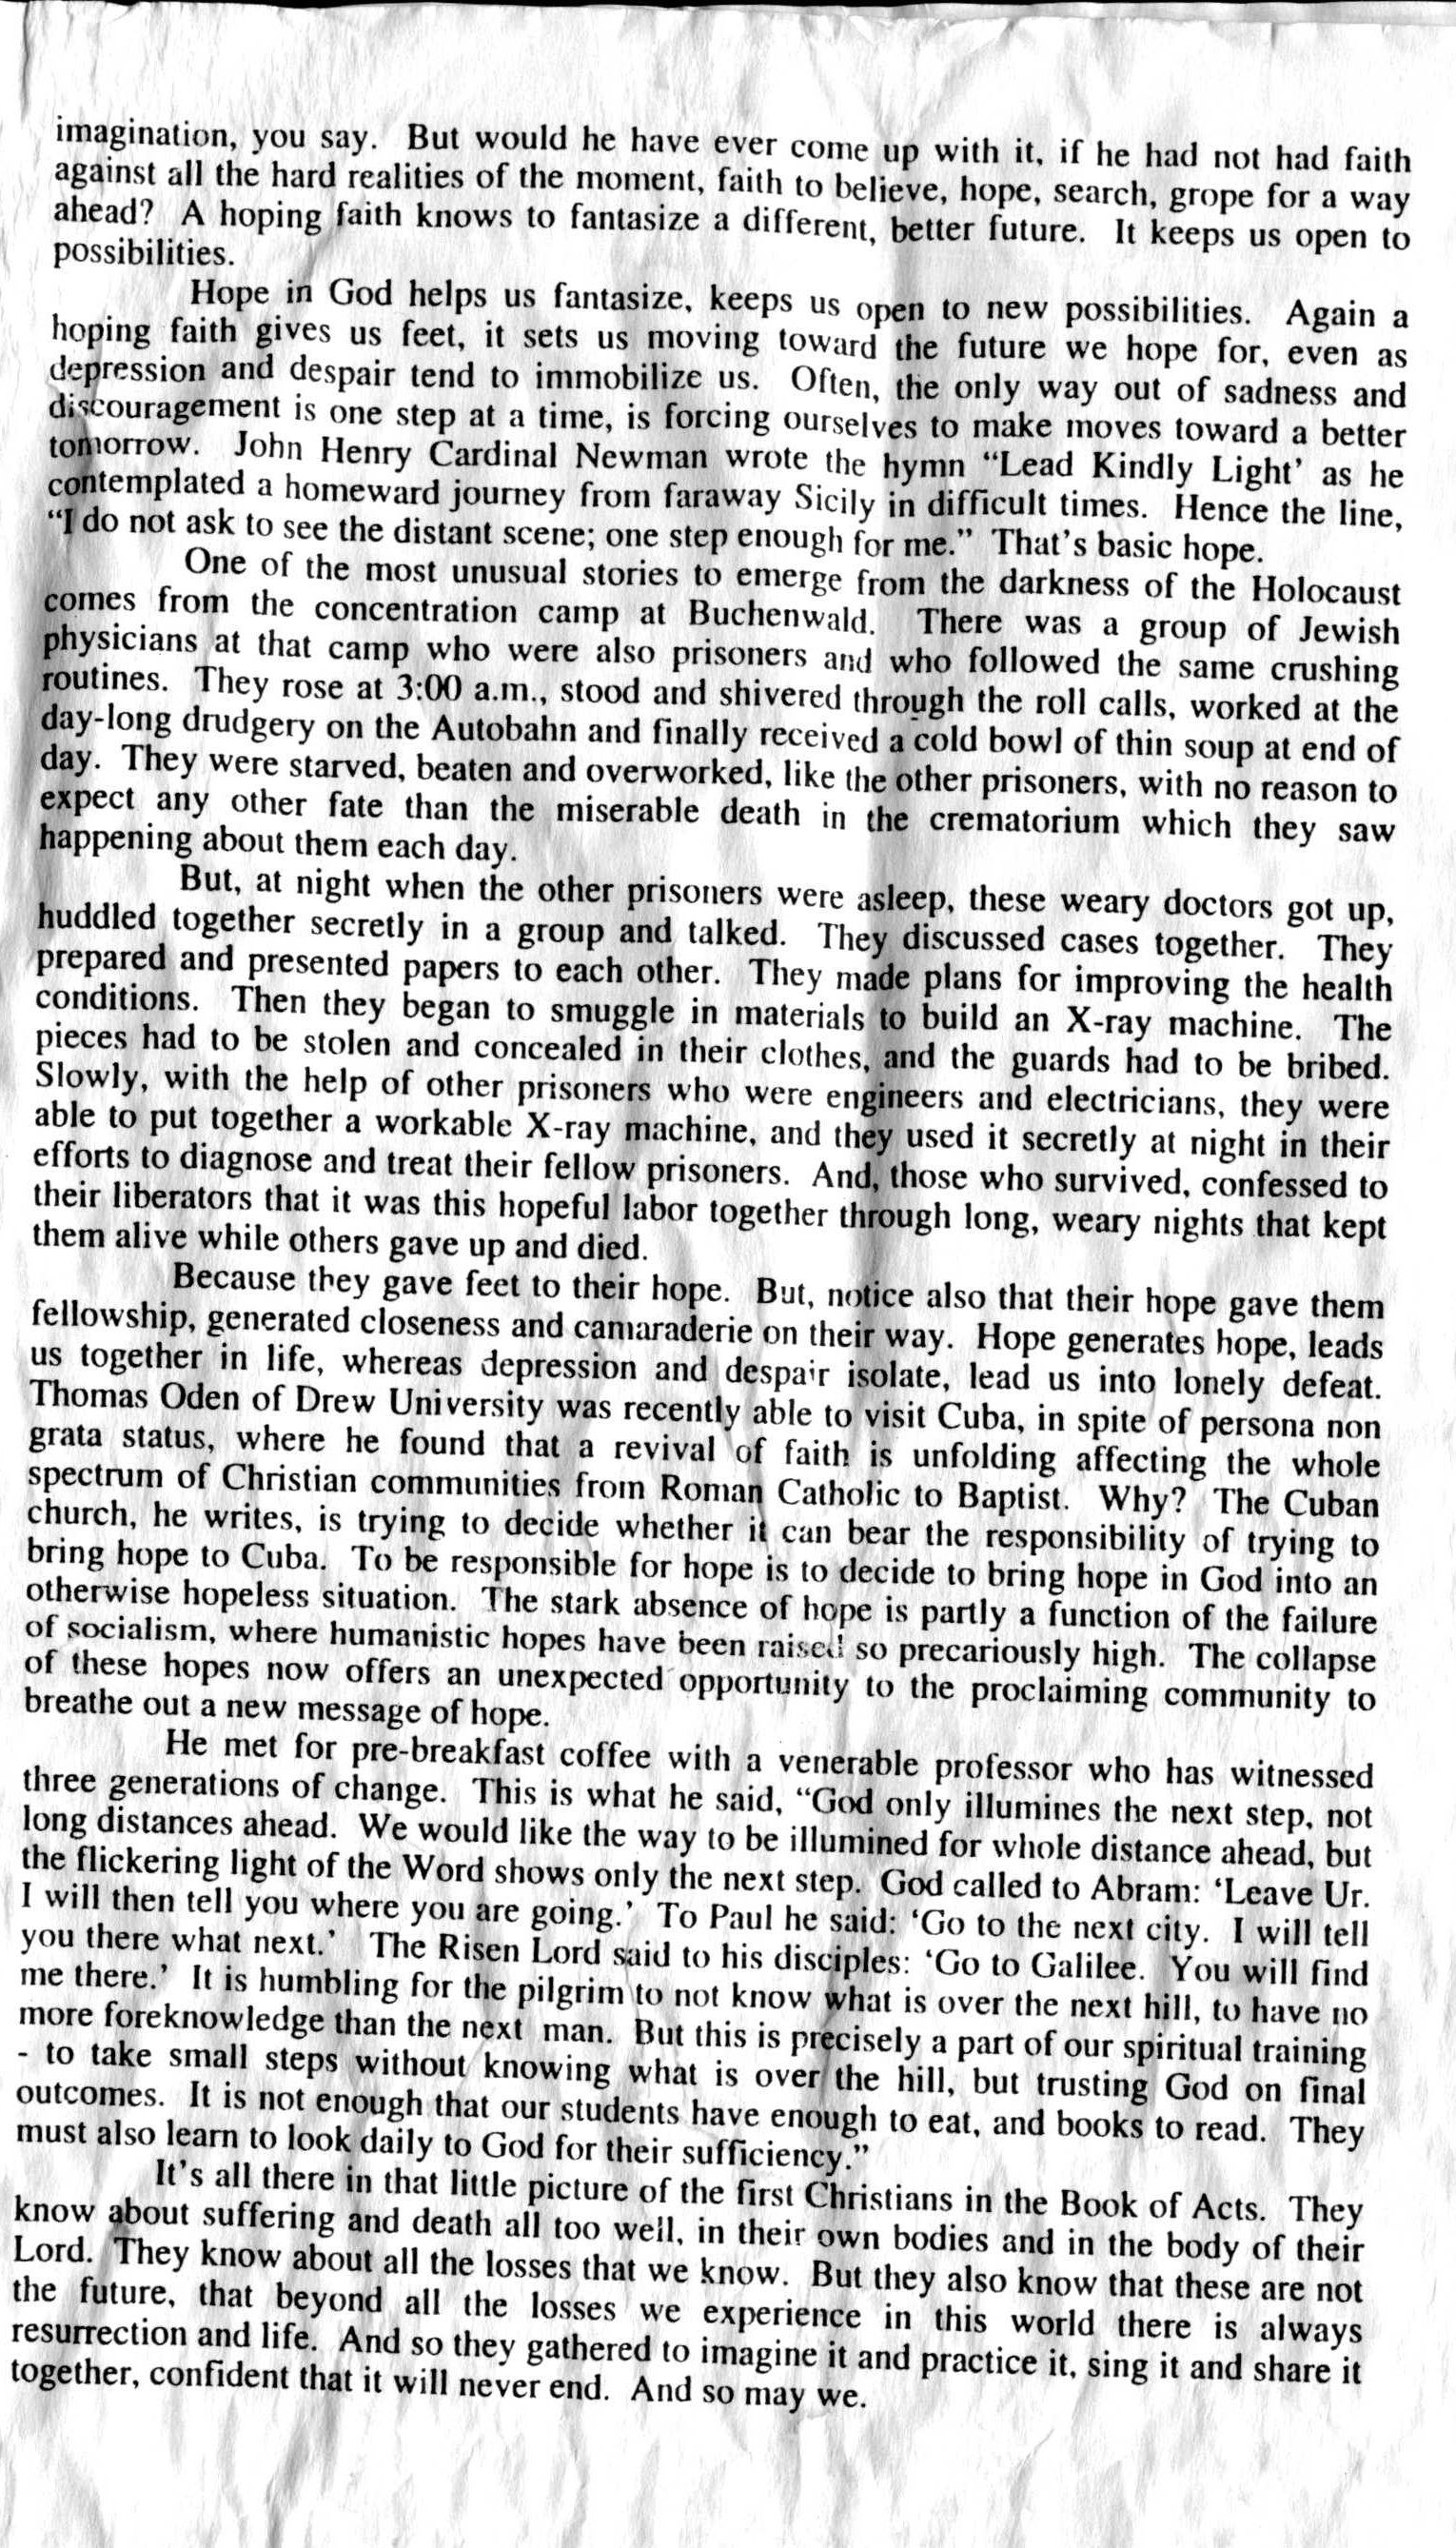 imagination, you say. But would he have ever come up with it, if he had not had faith
against all the hard realities of the moment, faith to believe, hope, search, grope for a way
ahead? A hoping faith knows to fantasize a different, better future. It keeps us open to
possibilities.
Hope in God helps us fantasize, keeps us open to new possibilities. Again a
hoping faith gives us feet, it sets us moving toward the future we hope for, even as
depression and despair tend to immobilize us. Often, the only way out of sadness and
discouragement is one step at a time, is forcing ourselves to make moves toward a better
tomorrow. John Henry Cardinal Newman wrote the hymn “Lead Kindly Light’ as he
contemplated a homeward journey from faraway Sicily in difficult times. Hence the line,
“I do not ask to see the distant scene; one step enough for me.” That’s basic hope.
One of the most unusual stories to emerge from the darkness of the Holocaust
comes from the concentration camp at Buchenwald. There was a group of Jewish
physicians at that camp who were also prisoners and who followed the same crushing
routines. They rose at 3:00 a.m., stood and shivered through the roll calls, worked at the
day-long drudgery on the Autobahn and finally received a cold bowl of thin soup at end of
day. They were starved, beaten and overworked, like the other prisoners, with no reason to
expect any other fate than the miserable death in the crematorium which they saw
happening about them each day.
But, at night when the other prisoners were asleep, these weary doctors got up,
huddled together secretly in a group and talked. They discussed cases together. They
prepared and presented papers to each other. They made plans for improving the health
conditions. Then they began to smuggle in materials to build an X-ray machine. The
pieces had to be stolen and concealed in their clothes, and the guards had to be bribed.
Slowly, with the help of other prisoners who were engineers and electricians, they were
able to put together a workable X-ray machine, and they used it secretly at night in their
efforts to diagnose and treat their fellow prisoners. And, those who survived, confessed to
their liberators that it was this hopeful labor together through long, weary nights that kept
them alive while others gave up and died.
Because they gave feet to their hope. But, notice also that their hope gave them
fellowship, generated closeness and camaraderie on their way. Hope generates hope, leads
us together in life, whereas depression and despair isolate, lead us into lonely defeat.
Thomas Oden of Drew University was recently able to visit Cuba, in spite of persona non
grata status, where he found that a revival of faith is unfolding affecting the whole
spectrum of Christian communities from Roman Catholic to Baptist. Why? The Cuban
church, he writes, is trying to decide whether it can bear the responsibility of trying to
bring hope to Cuba. To be responsible for hope is to decide to bring hope in God into an
otherwise hopeless situation. The stark absence of hope is partly a function of the failure
of socialism, where humanistic hopes have been raised so precariously high. The collapse
of these hopes now offers an unexpected opportunity to the proclaiming community to
breathe out a new message of hope.
He met for pre-breakfast coffee with a venerable professor who has witnessed
three generations of change. This is what he said, “God only illumines the next step, not
long distances ahead. We would like the way to be illumined for whole distance ahead, but
the flickering light of the Word shows only the next step. God called to Abram: ‘Leave Ur.
I will then tell you where you are going.’ To Paul he said: ‘Go to the next city. I will tell
you there what next.’ The Risen Lord said to his disciples: ‘Go to Galilee. You will find
me there.’ It is humbling for the pilgrim to not know what is over the next hill, to have no
more foreknowledge than the next man. But this is precisely a part of our spiritual training
- to take small steps without knowing what is over the hill, but trusting God on final
outcomes. It is not enough that our students have enough to eat, and books to read. They
must also learn to look daily to God for their sufficiency.”
It’s all there in that little picture of the first Christians in the Book of Acts. They
know about suffering and death all too well, in their own bodies and in the body of their
Lord. They know about all the losses that we know. But they also know that these are not
the future, that beyond all the losses we experience in this world there is always
resurrection and life. And so they gathered to imagine it and practice it, sing it and share it
together, confident that it will never end. And so may we.